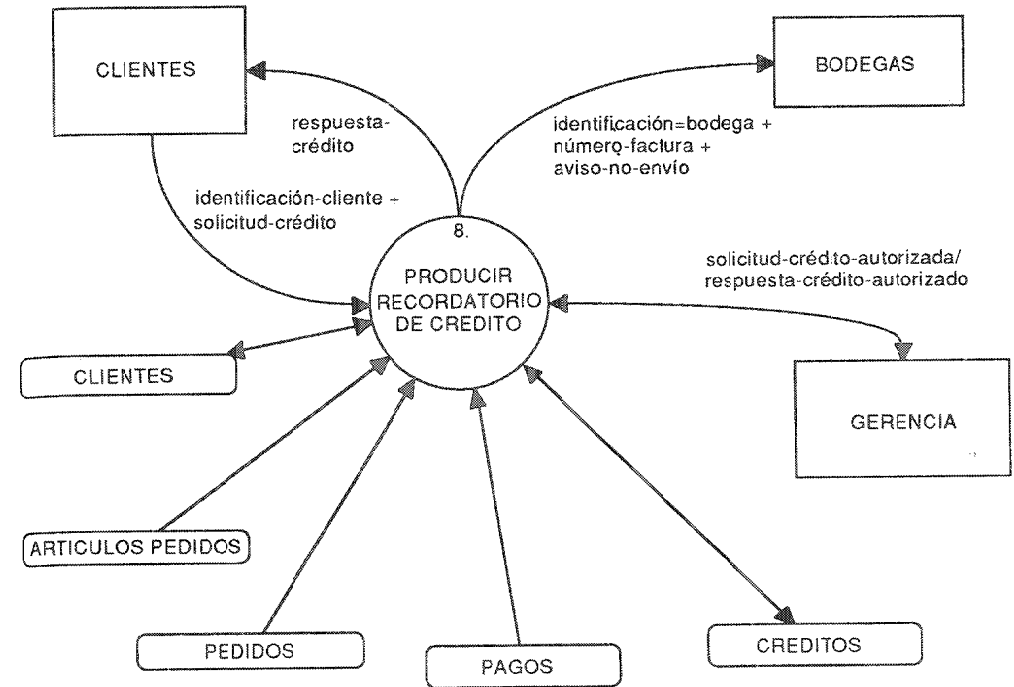 CLIENTES
BODEGAS
respuesta-
crédito
identificación=bodega +
número-factura +
aviso-no-envío
identificación-cliente +
solicitud-crédito
8.
PRODUCIR
RECORDATORIO
DE CREDITO
solicitud-crédito-autorizada/
respuesta-crédito-autorizado
CLIENTES
GERENCIA
ARTICULOS PEDIDOS
PEDIDOS
PAGOS
CREDITOS